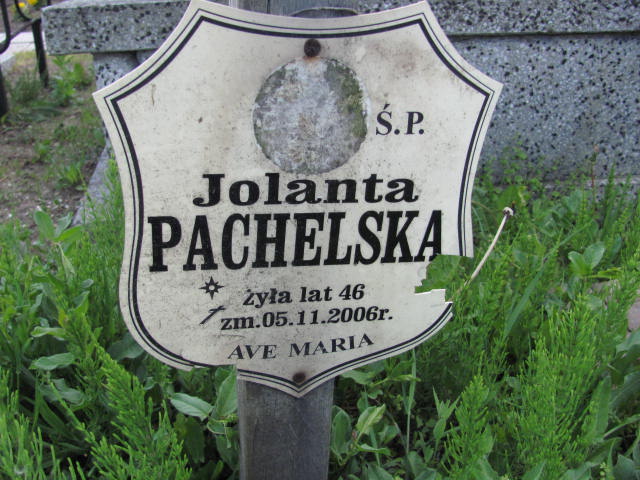 Ś.P.
Jolanta
PACHELSKA
żyła lat 46
zm.05.11.2006r.
AVE MARIA